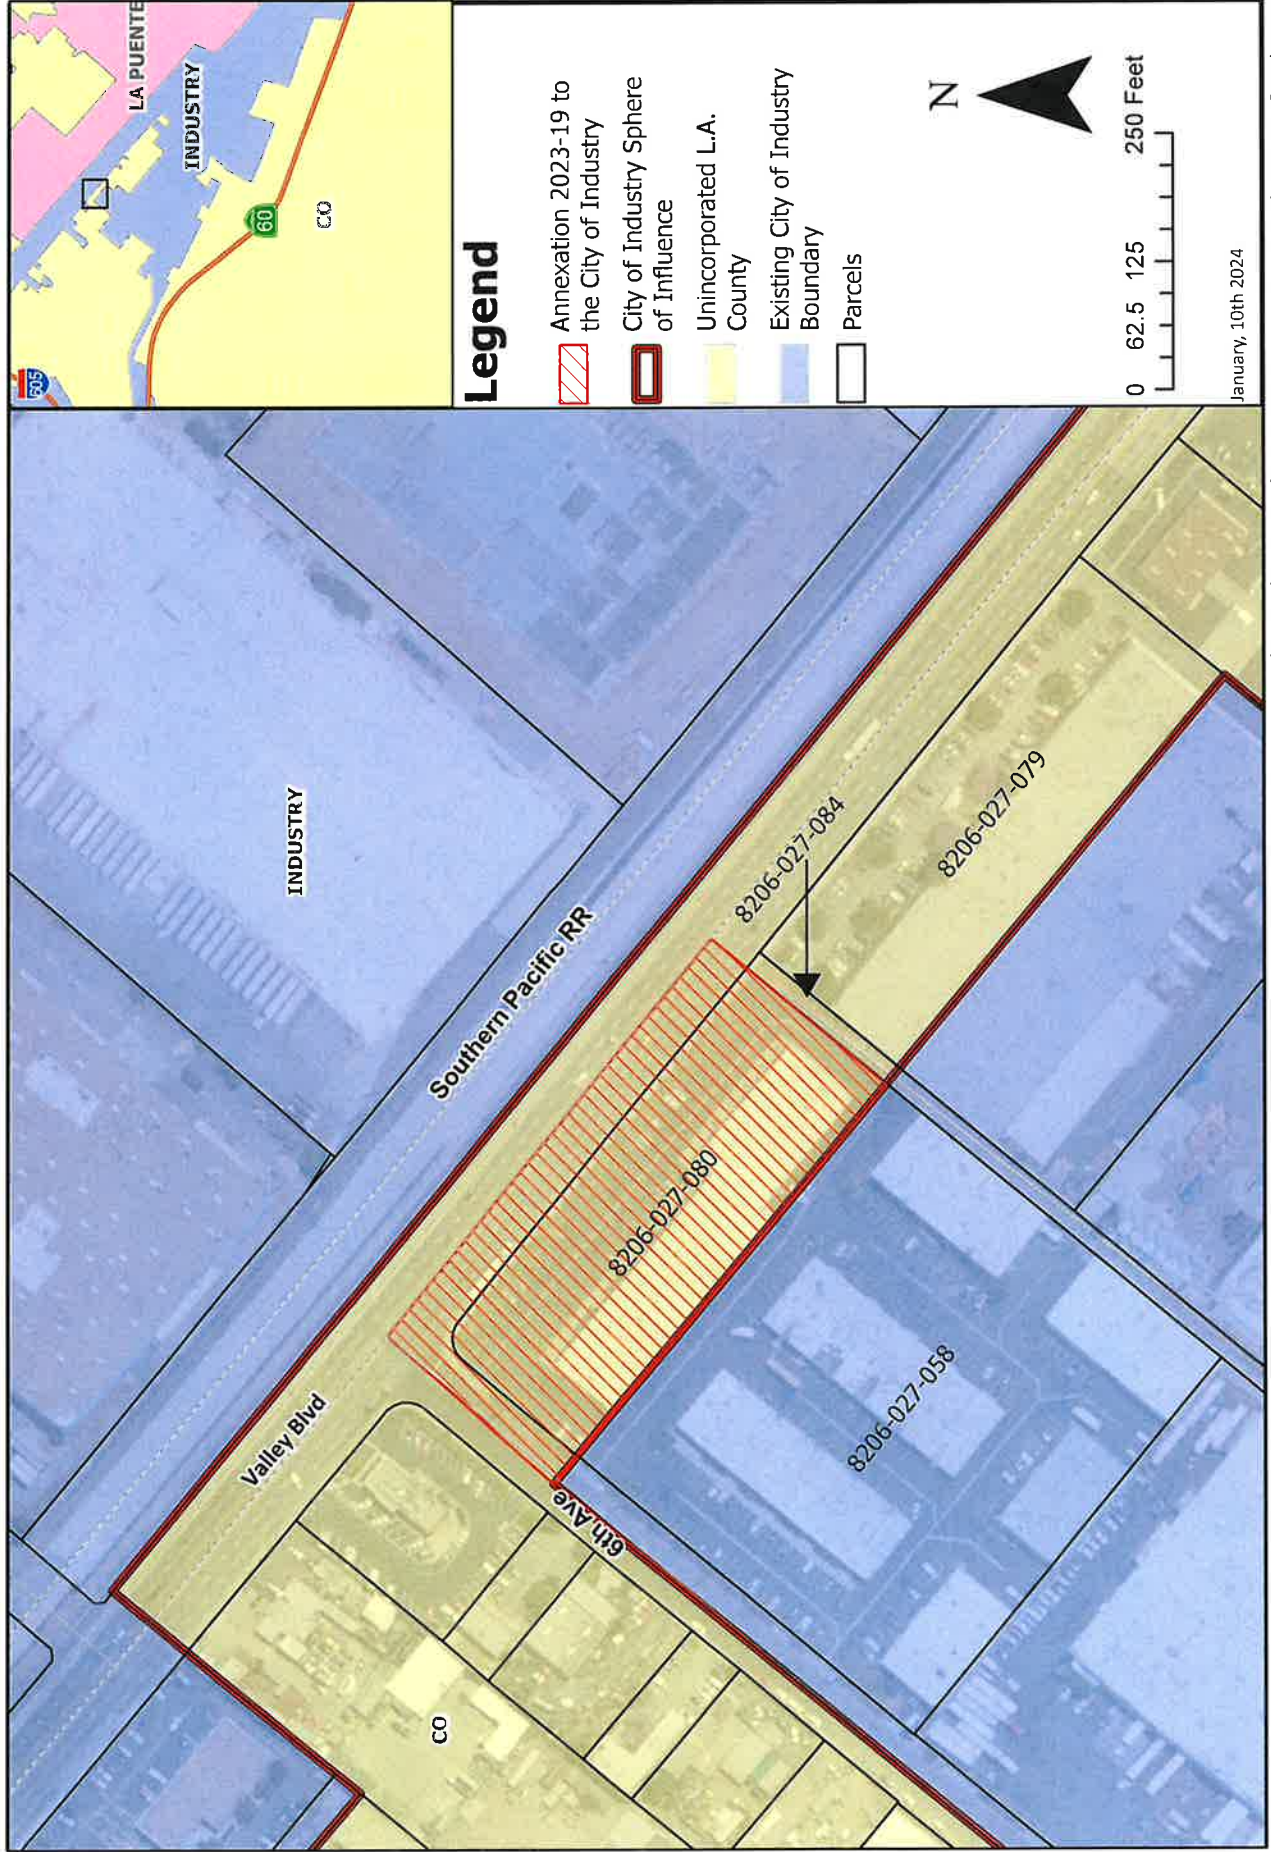 INDUSTRY
Southern Pacific RR
Valley Blvd
6th Ave
CO
8206-027-084
8206-027-079
8206-027-080
8206-027-058
LA PUENTE
INDUSTRY
605
60
CO
Legend
Annexation 2023-19 to
the City of Industry
City of Industry Sphere
of Influence
Unincorporated L.A.
County
Existing City of Industry
Boundary
Parcels
N
0 62.5 125 250 Feet
January, 10th 2024